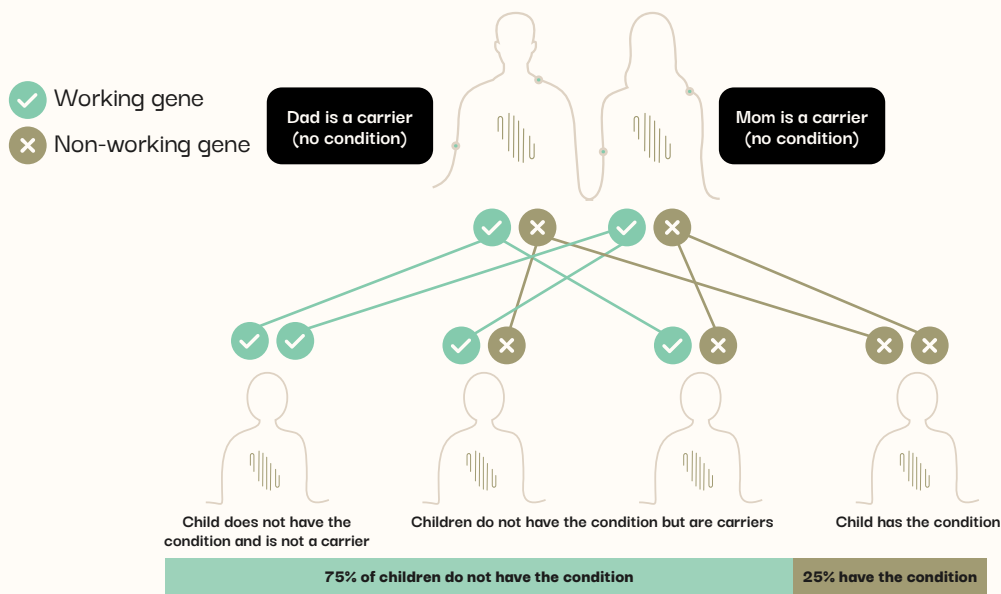 Working gene
Non-working gene
Dad is a carrier
(no condition)
Mom is a carrier
(no condition)
Child does not have the
condition and is not a carrier
Children do not have the condition but are carriers
Child has the condition
75% of children do not have the condition
25% have the condition